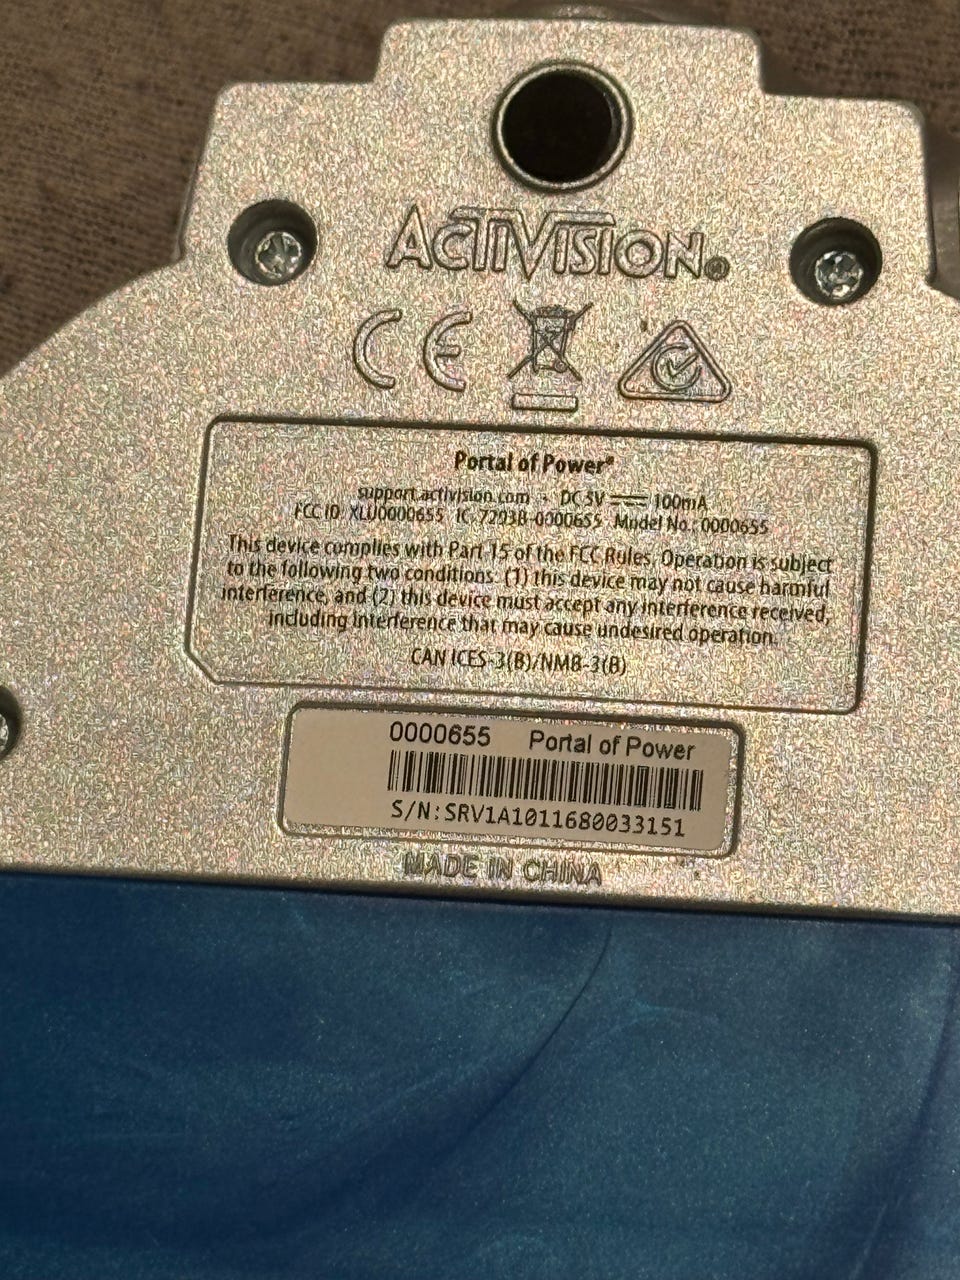 ACTIVISION®
CE
Portal of Power®
support.activision.com - DC 5V 100mA
FCC ID: XLU0000655 IC: 7293B-0000655 Model No.: 0000655
This device complies with Part 15 of the FCC Rules. Operation is subject
to the following two conditions: (1) this device may not cause harmful
interference, and (2) this device must accept any interference received,
including interference that may cause undesired operation.
CAN ICES-3(B)/NMB-3(B)
0000655 Portal of Power
S/N:SRV1A1011680033151
MADE IN CHINA